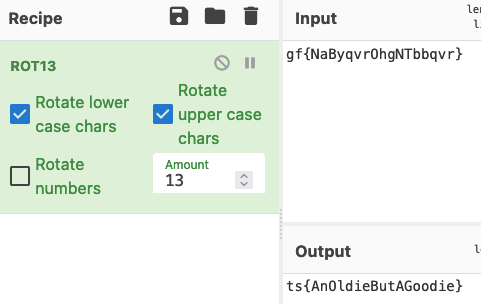 Recipe
ROT13
Rotate lower case chars
Rotate upper case chars
Rotate numbers
Amount
13
Input
gf{NaByqvrOhgNTbbqvr}
Output
ts{AnOldieButAGoodie}